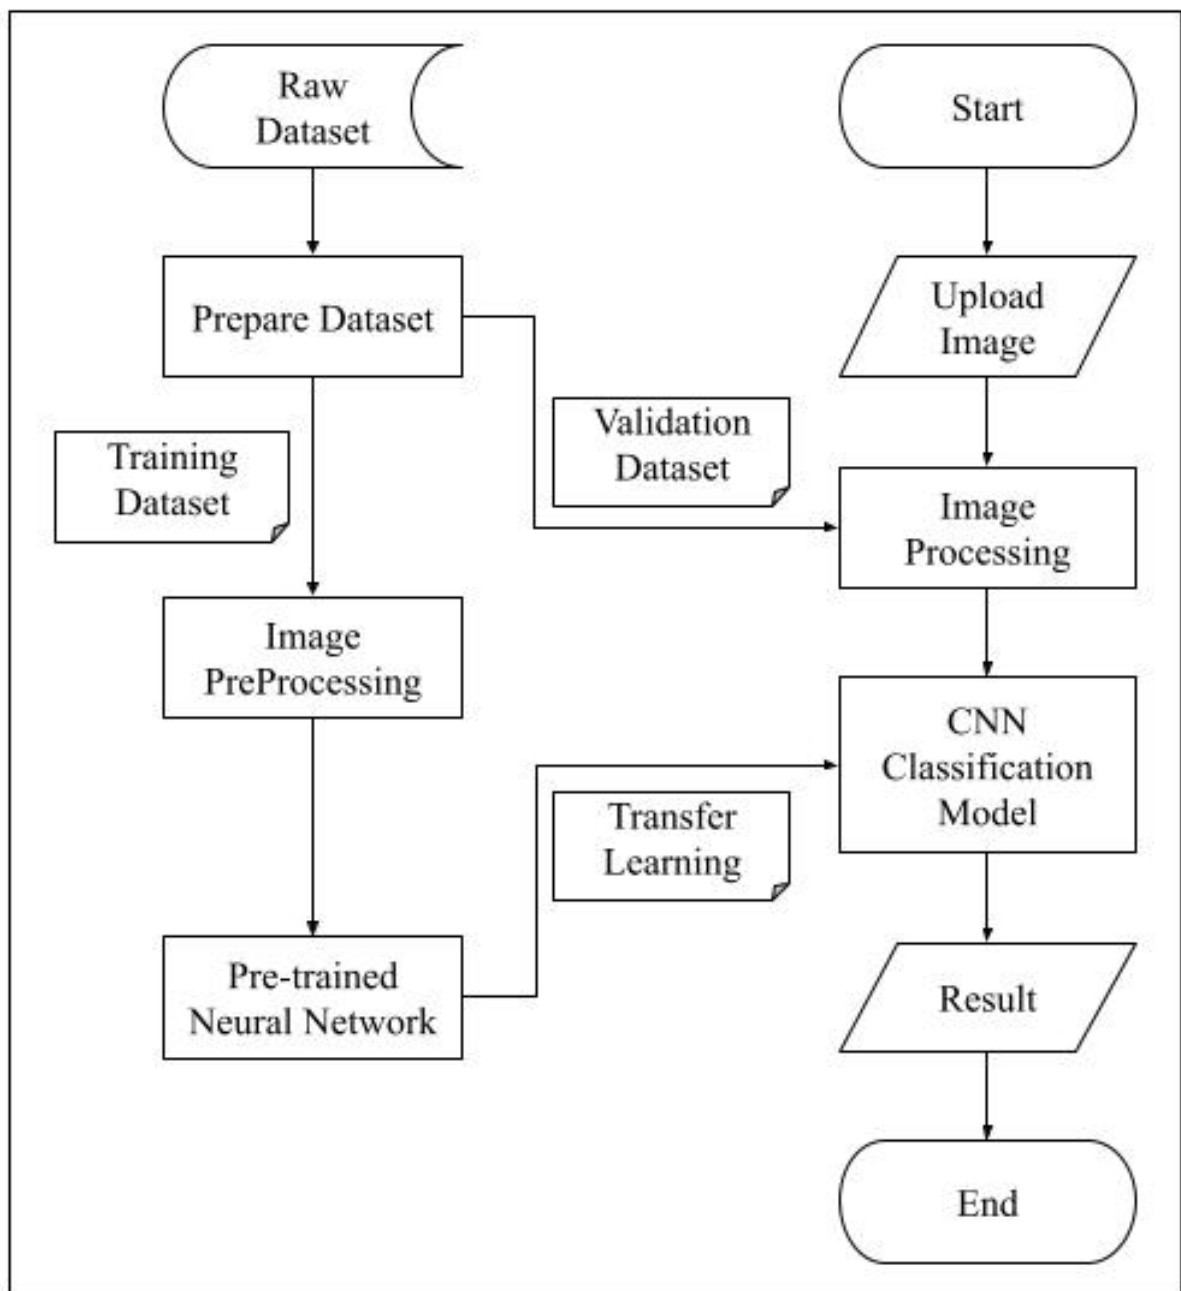 Raw
Dataset
Start
Prepare Dataset
Upload
Image
Training
Dataset
Validation
Dataset
Image
Processing
Image
PreProcessing
CNN
Classification
Model
Transfer
Learning
Pre-trained
Neural Network
Result
End